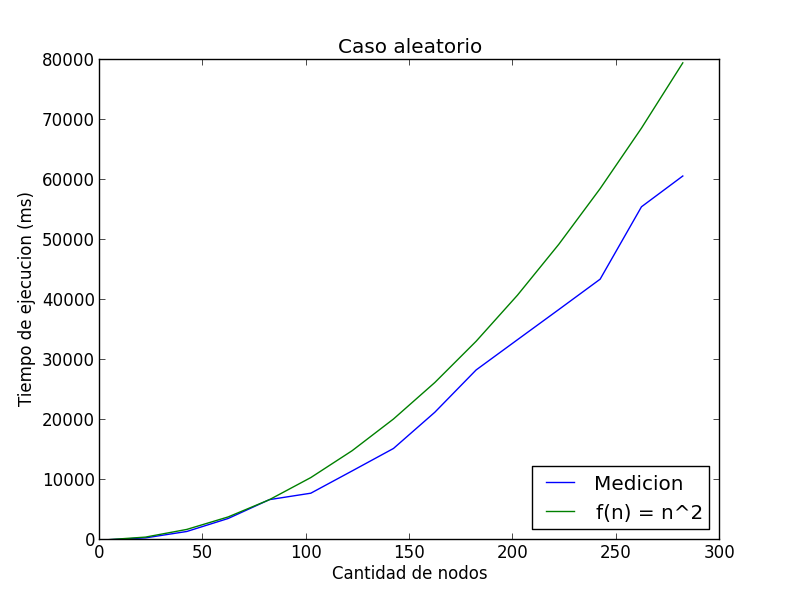 Caso aleatorio
80000
70000
60000
50000
40000
30000
20000
10000
0
Tiempo de ejecucion (ms)
0 50 100 150 200 250 300
Cantidad de nodos
Medicion
f(n) = n^2